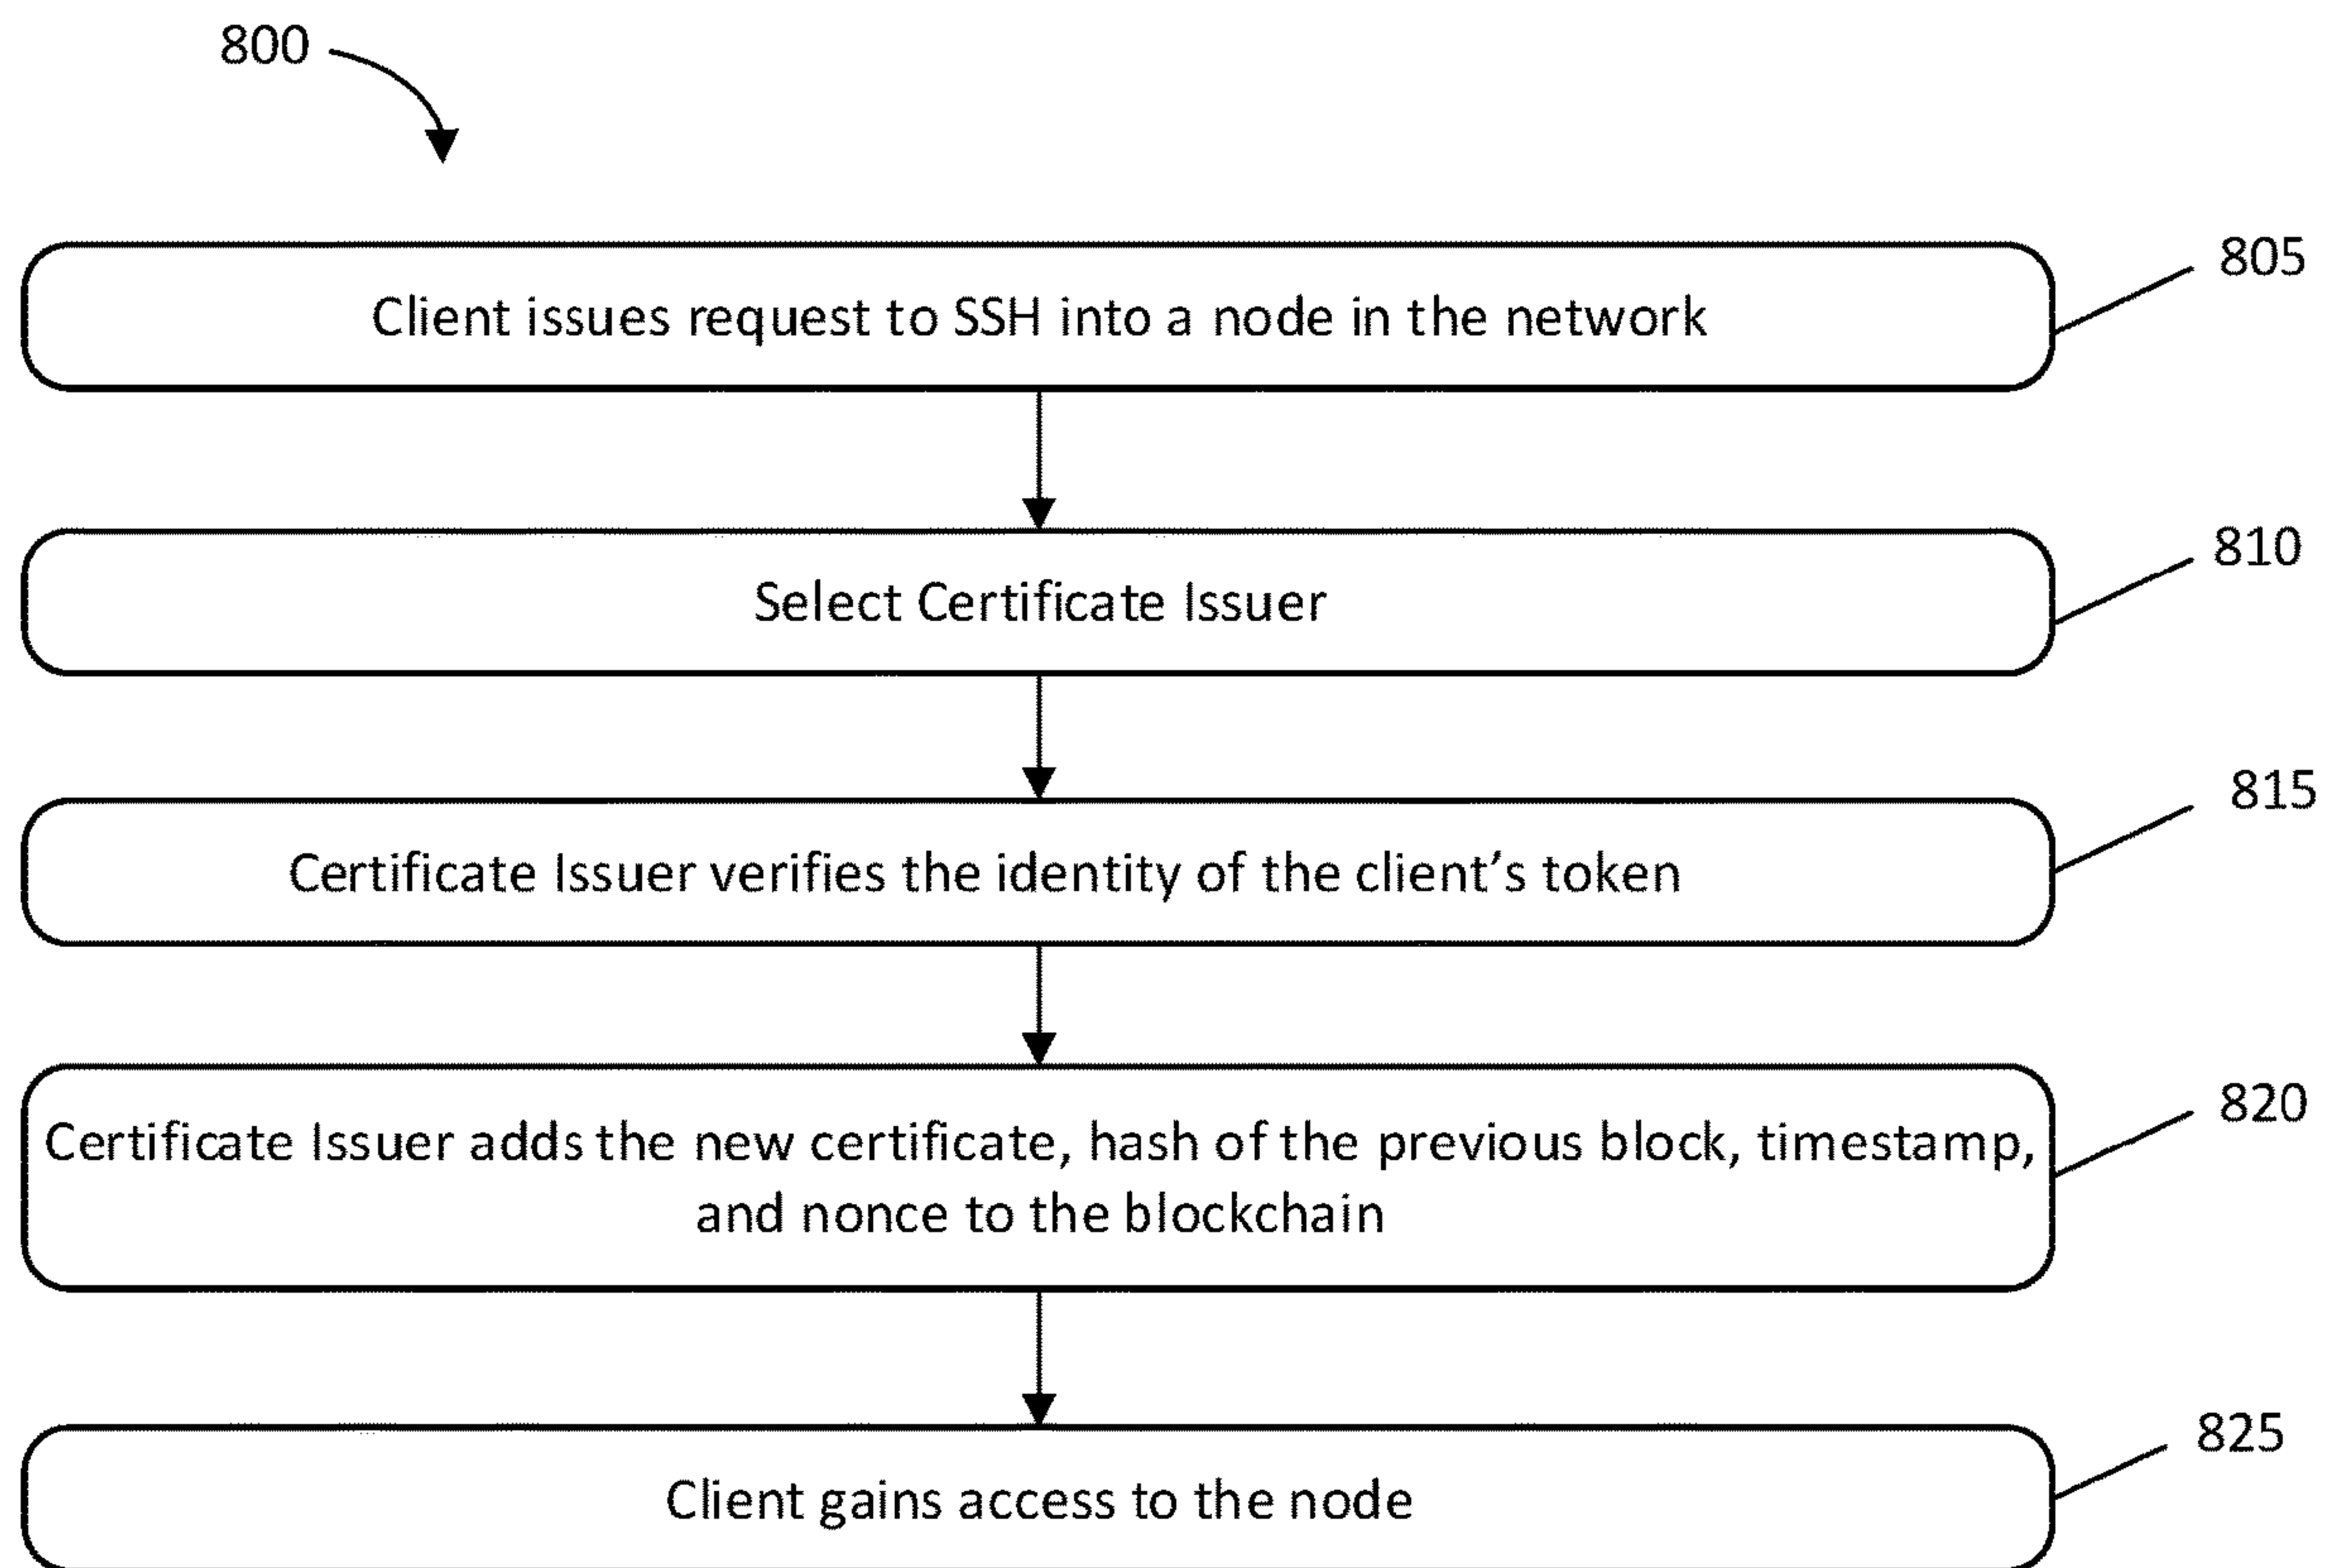 800
Client issues request to SSH into a node in the network
805
Select Certificate Issuer
810
Certificate Issuer verifies the identity of the client's token
815
Certificate Issuer adds the new certificate, hash of the previous block, timestamp,
and nonce to the blockchain
820
Client gains access to the node
825